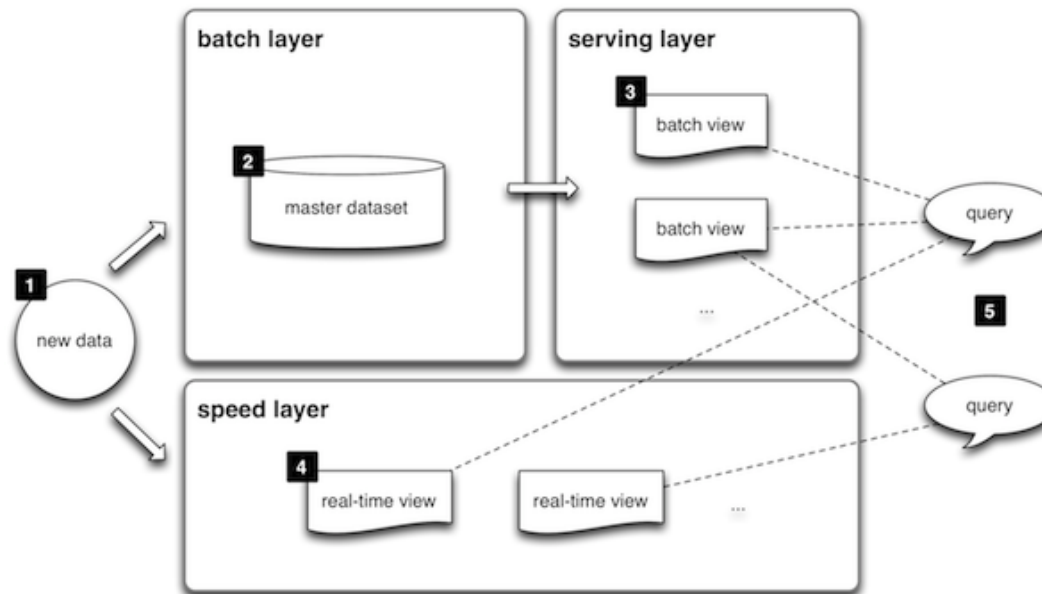 batch layer
serving layer
3
batch view
2
master dataset
query
batch view
1
...
5
new data
speed layer
query
4
real-time view
real-time view
...